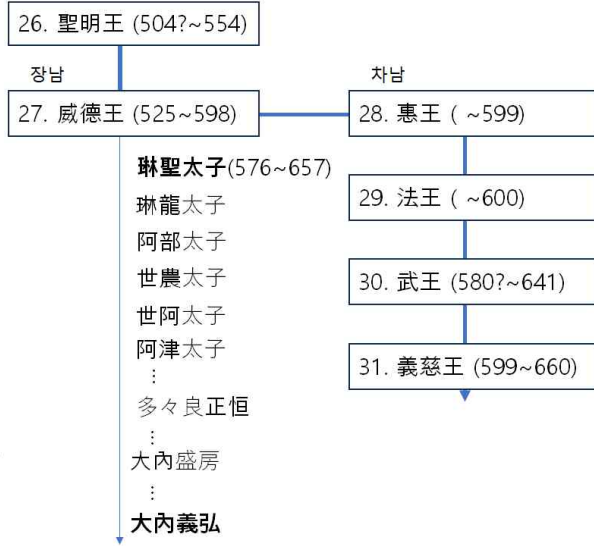 26. 聖明王 (504?~554)
장남
차남
27. 威德王 (525~598)
28. 惠王 ( ~599)
琳聖太子(576~657)
琳龍太子
阿部太子
世農太子
世阿太子
阿津太子
⋮
多々良正恒
⋮
大內盛房
⋮
大內義弘
29. 法王 ( ~600)
30. 武王 (580?~641)
31. 義慈王 (599~660)